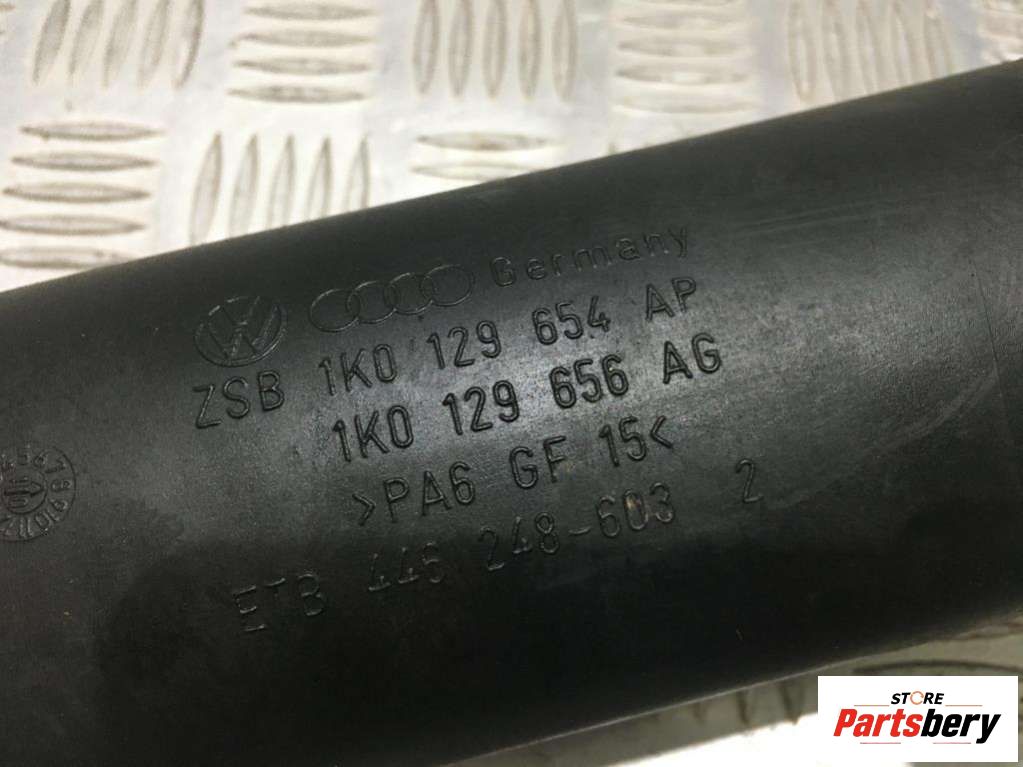 Germany
ZSB 1K0 129 654 AP
1K0 129 656 AG
>PA6 GF 15<
ETB 446 248-603 2
STORE
Partsbery